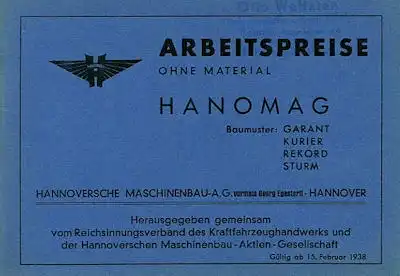 ARBEITSPREISE
OHNE MATERIAL
HANOMAG
Baumuster: GARANT
KURIER
REKORD
STURM
HANNOVERSCHE MASCHINENBAU-A.G. vormals Georg Egestorff - HANNOVER
Herausgegeben gemeinsam
vom Reichsinnungsverband des Kraftfahrzeughandwerks und
der Hannoverschen Maschinenbau-Aktien-Gesellschaft
Gültig ab 15. Februar 1938